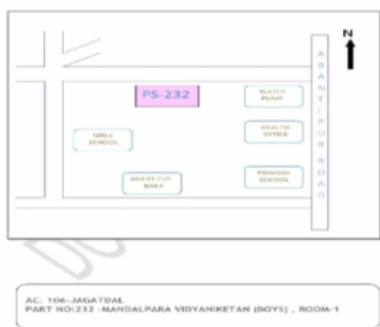 N
PS-232
WATER
PUMP
GIRLS
SCHOOL
HEALTH
OFFICE
BANK
PRIMARY
SCHOOL
ABANTIPUR ROAD
AC: 106-JAGATDAL
PART NO:232 -MANDALPARA VIDYANIKETAN (BOYS) , ROOM-1